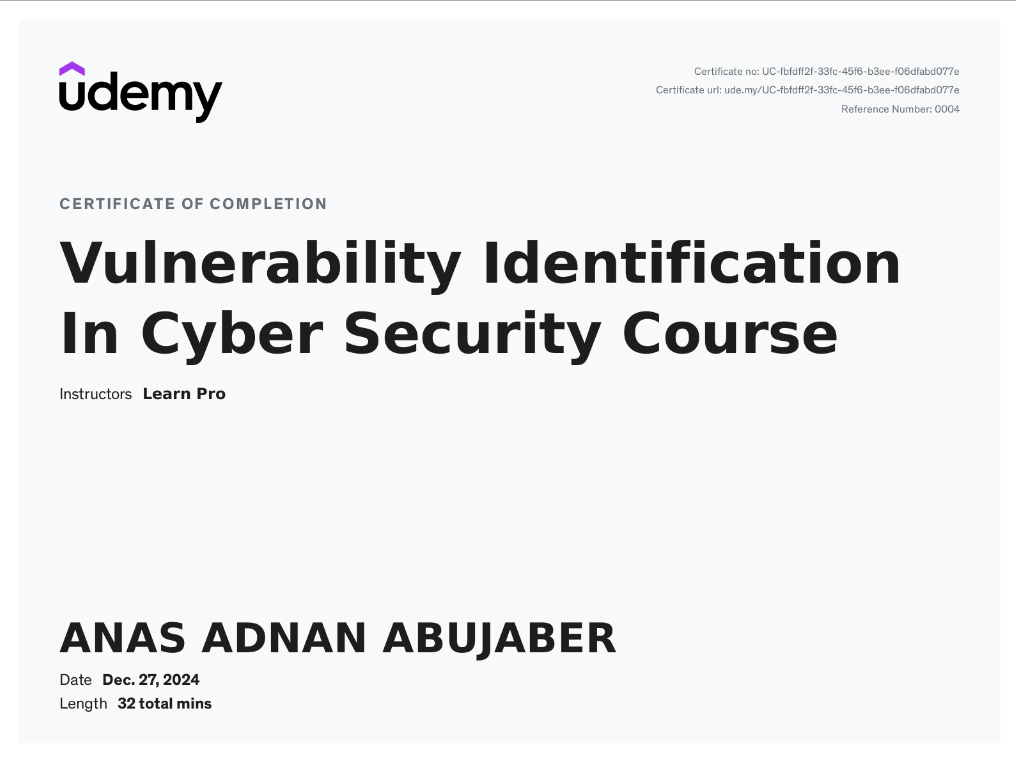 udemy
Certificate no: UC-fbfdff2f-33fc-45f6-b3ee-f06dfabd077e
Certificate url: ude.my/UC-fbfdff2f-33fc-45f6-b3ee-f06dfabd077e
Reference Number: 0004
CERTIFICATE OF COMPLETION
Vulnerability Identification
In Cyber Security Course
Instructors Learn Pro
ANAS ADNAN ABUJABER
Date Dec. 27, 2024
Length 32 total mins